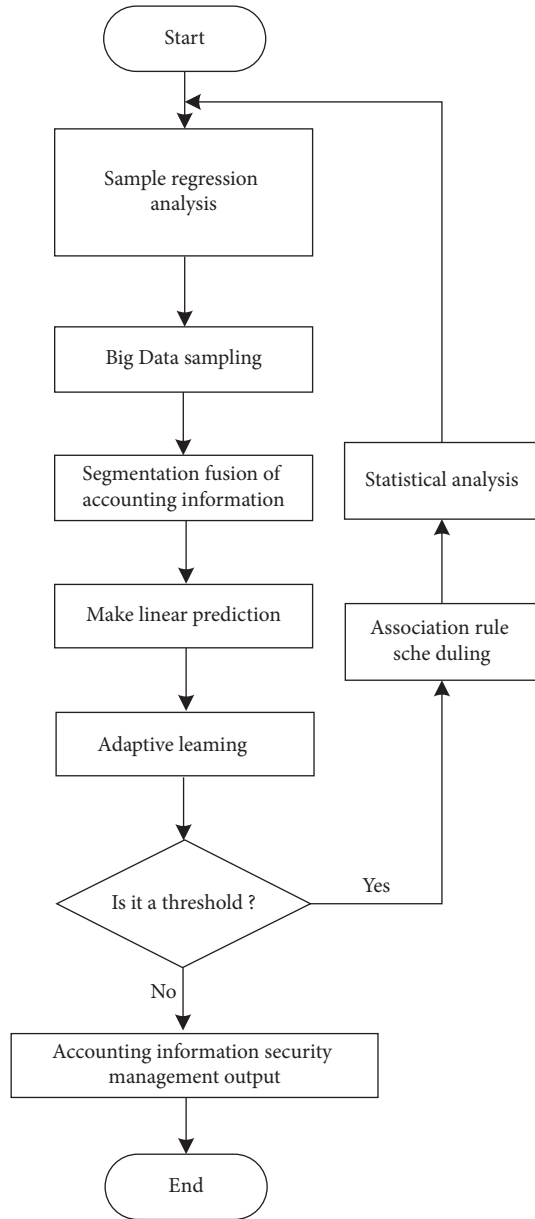 Start
Sample regression
analysis
Big Data sampling
Segmentation fusion of
accounting information
Statistical analysis
Make linear prediction
Association rule
sche duling
Adaptive leaming
Is it a threshold ?
Yes
No
Accounting information security
management output
End